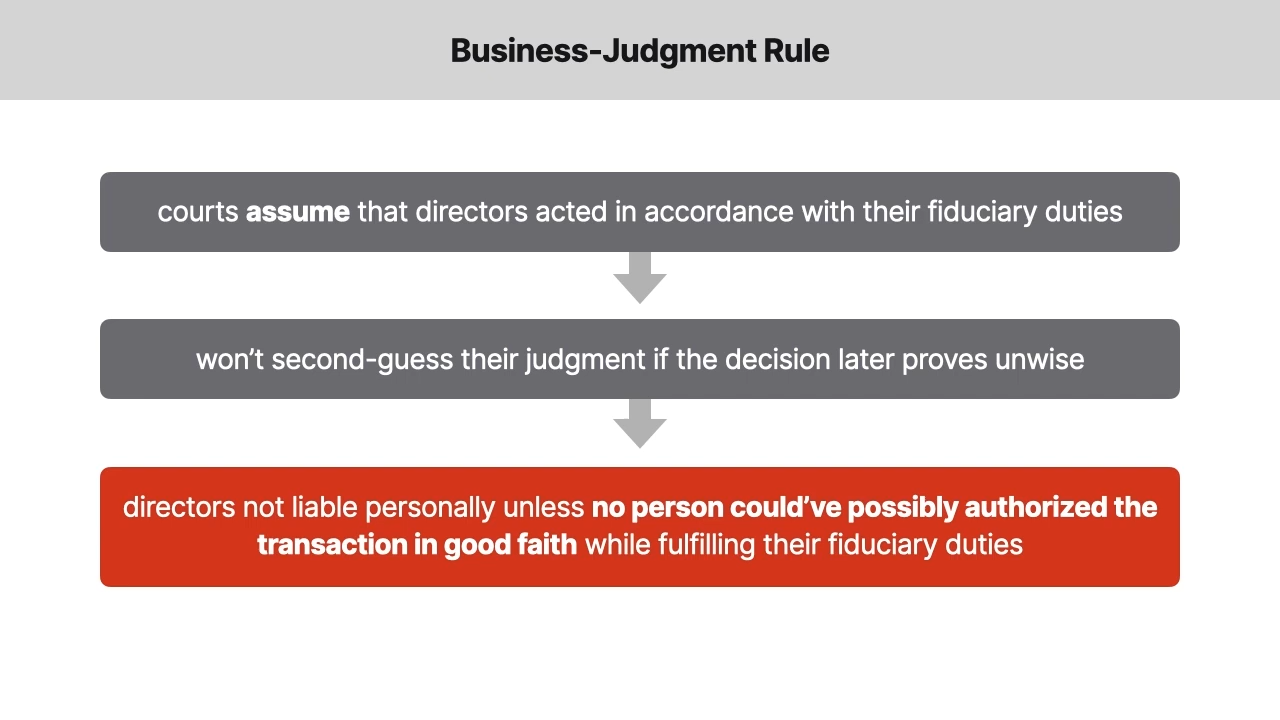 Business-Judgment Rule
courts assume that directors acted in accordance with their fiduciary duties
won’t second-guess their judgment if the decision later proves unwise
directors not liable personally unless no person could’ve possibly authorized the
transaction in good faith while fulfilling their fiduciary duties